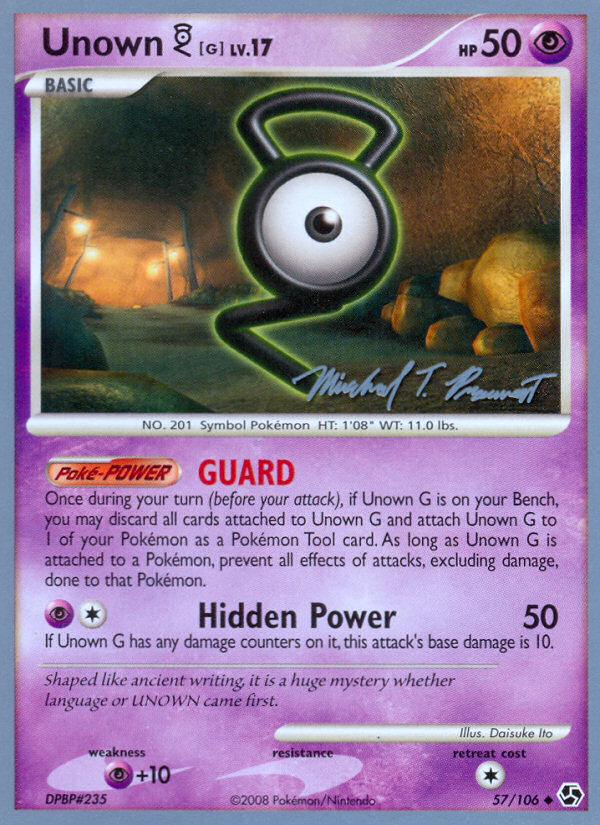 Unown [G] LV.17 HP 50
BASIC
Michael T. Pramawat
NO. 201 Symbol Pokémon HT: 1'08" WT: 11.0 lbs.
Poké-POWER GUARD
Once during your turn (before your attack), if Unown G is on your Bench,
you may discard all cards attached to Unown G and attach Unown G to
1 of your Pokémon as a Pokémon Tool card. As long as Unown G is
attached to a Pokémon, prevent all effects of attacks, excluding damage,
done to that Pokémon.
Hidden Power 50
If Unown G has any damage counters on it, this attack's base damage is 10.
Shaped like ancient writing, it is a huge mystery whether
language or UNOWN came first.
Illus. Daisuke Ito
weakness resistance retreat cost
+10
DPBP#235 ©2008 Pokémon/Nintendo 57/106